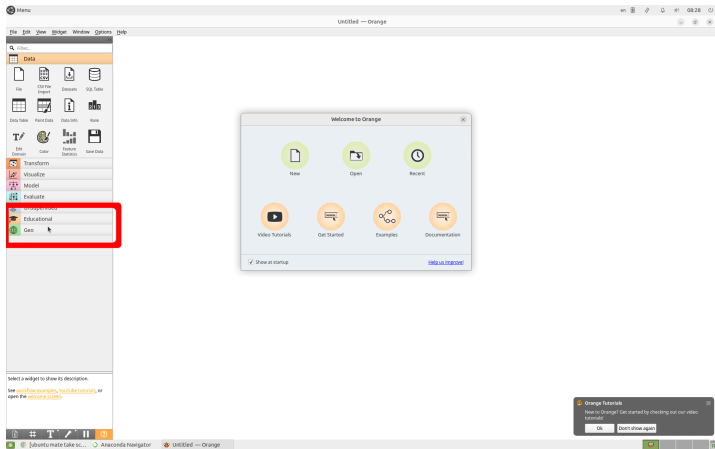 Menu
en
08:28
Untitled — Orange
File Edit View Widget Window Options Help
Filter...
Data
File
CSV File Import
Datasets
SQL Table
Data Table
Paint Data
Data Info
Rank
Edit Domain
Color
Feature Statistics
Save Data
Transform
Visualize
Model
Evaluate
Educational
Geo
Welcome to Orange
New
Open
Recent
Video Tutorials
Get Started
Examples
Documentation
Show at startup
Help us improve!
Select a widget to show its description.
See workflow examples, YouTube tutorials, or
open the welcome screen.
Orange Tutorials
New to Orange? Get started by checking out our video
tutorials!
Ok
Don't show again
[ubuntu mate take sc...
Anaconda Navigator
Untitled — Orange